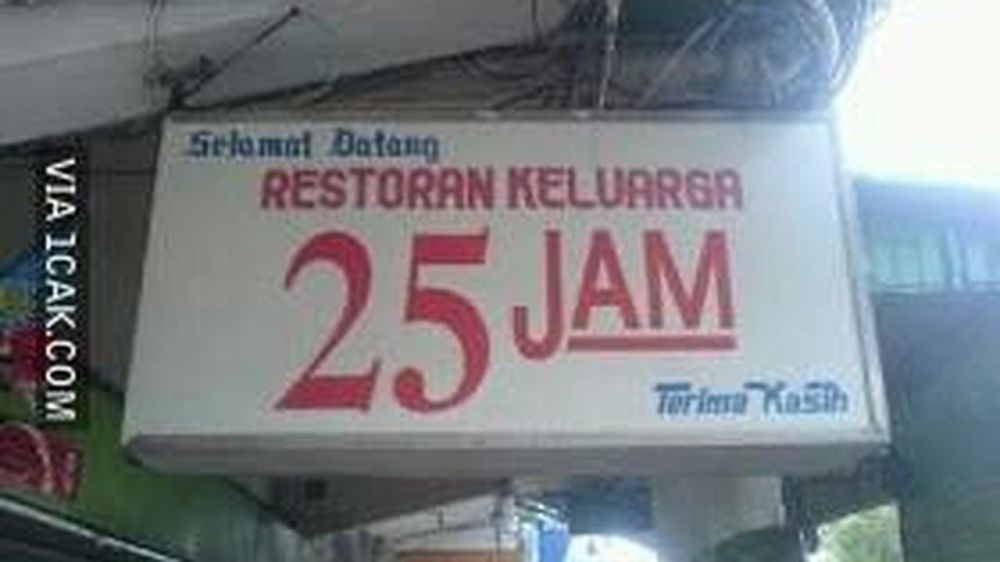 Selamat Datang
RESTORAN KELUARGA
25 JAM
Terima Kasih
VIA 1CAK.COM